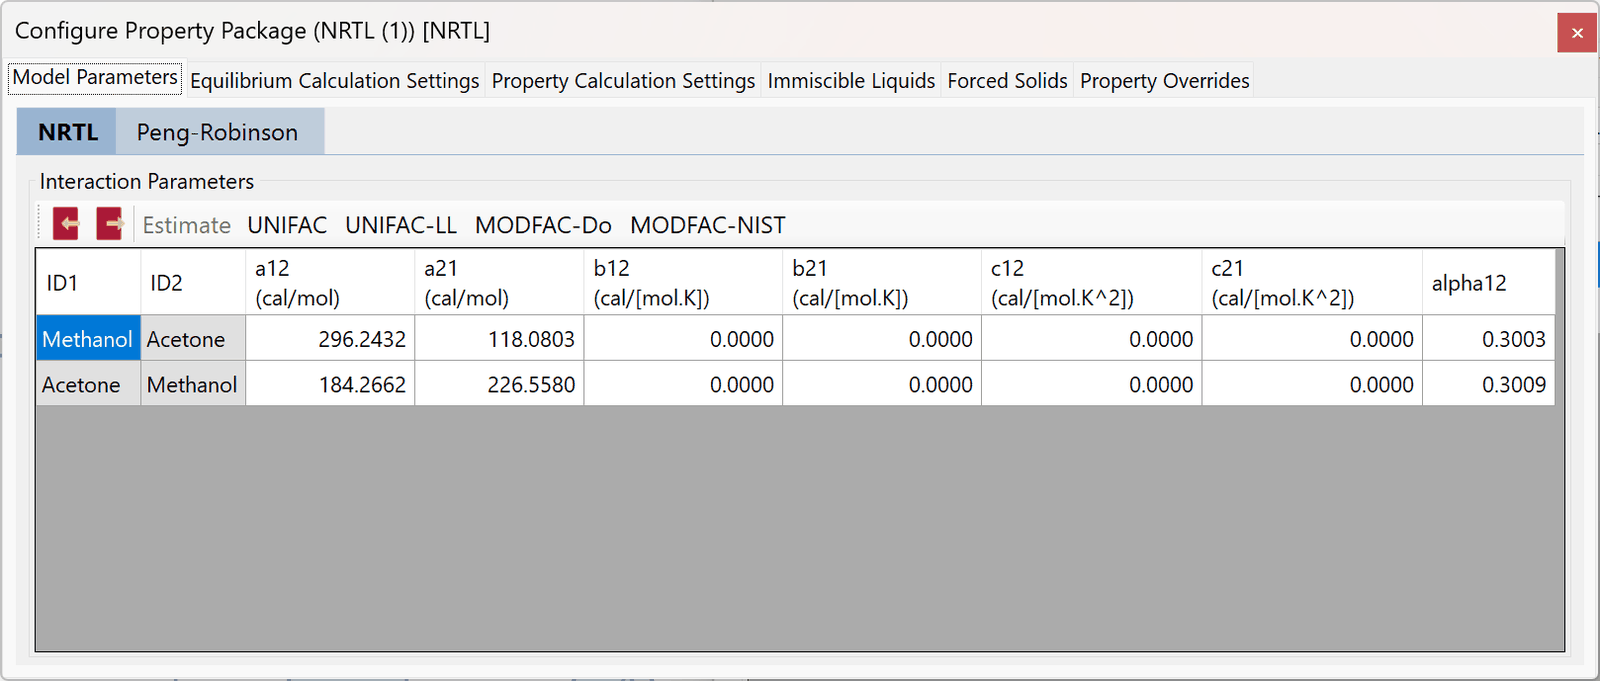 Configure Property Package (NRTL (1)) [NRTL]
Model Parameters Equilibrium Calculation Settings Property Calculation Settings Immiscible Liquids Forced Solids Property Overrides
NRTL Peng-Robinson
Interaction Parameters
Estimate UNIFAC UNIFAC-LL MODFAC-Do MODFAC-NIST
ID1 ID2 a12 (cal/mol) a21 (cal/mol) b12 (cal/[mol.K]) b21 (cal/[mol.K]) c12 (cal/[mol.K^2]) c21 (cal/[mol.K^2]) alpha12
Methanol Acetone 296.2432 118.0803 0.0000 0.0000 0.0000 0.0000 0.3003
Acetone Methanol 184.2662 226.5580 0.0000 0.0000 0.0000 0.0000 0.3009